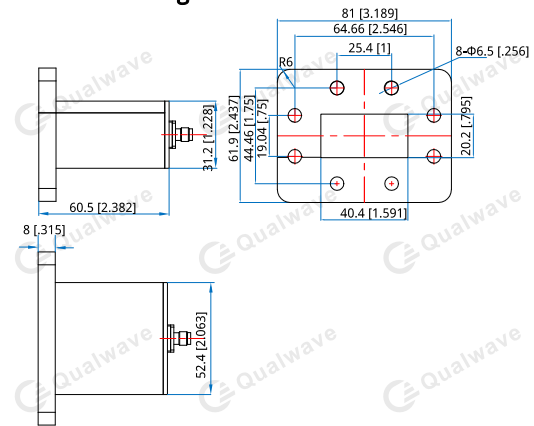 81 [3.189]
64.66 [2.546]
25.4 [1]
8-Φ6.5 [.256]
R6
31.2 [1.228]
61.9 [2.437]
44.46 [1.75]
19.04 [.75]
20.2 [.795]
60.5 [2.382]
40.4 [1.591]
8 [.315]
52.4 [2.063]
Qualwave
Qualwave
Qualwave
Qualwave
Qualwave
Qualwave
Qualwave
Qualwave
Qualwave